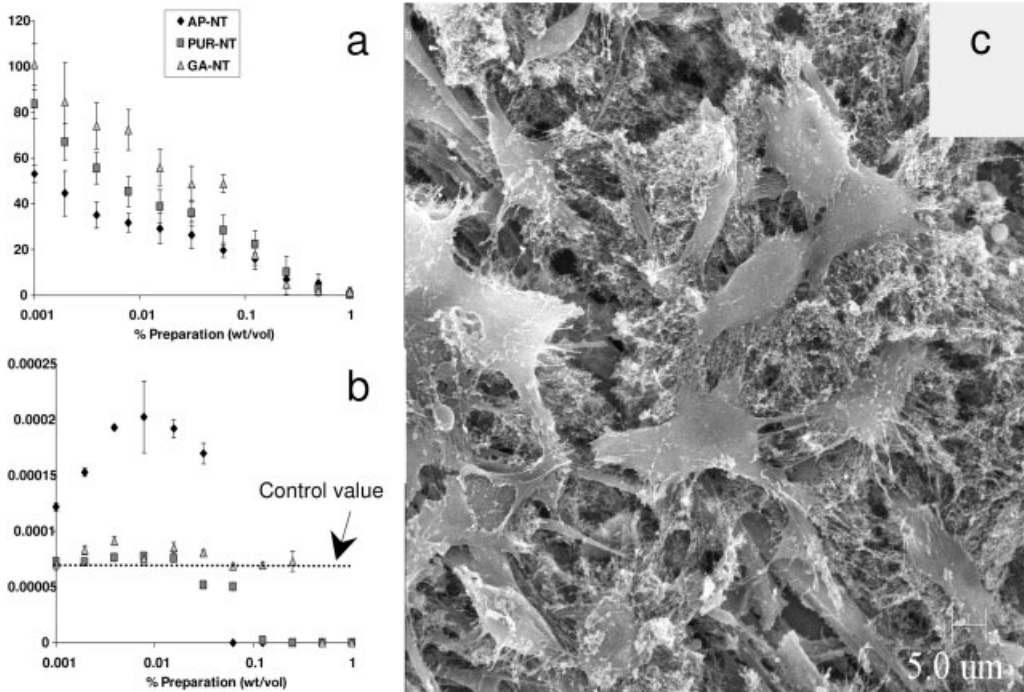 a
AP-NT
PUR-NT
GA-NT
120
100
80
60
40
20
0
0.001 0.01 0.1 1
% Preparation (wt/vol)
b
0.00025
0.0002
0.00015
0.0001
0.00005
0
Control value
0.001 0.01 0.1 1
% Preparation (wt/vol)
c
5.0 um